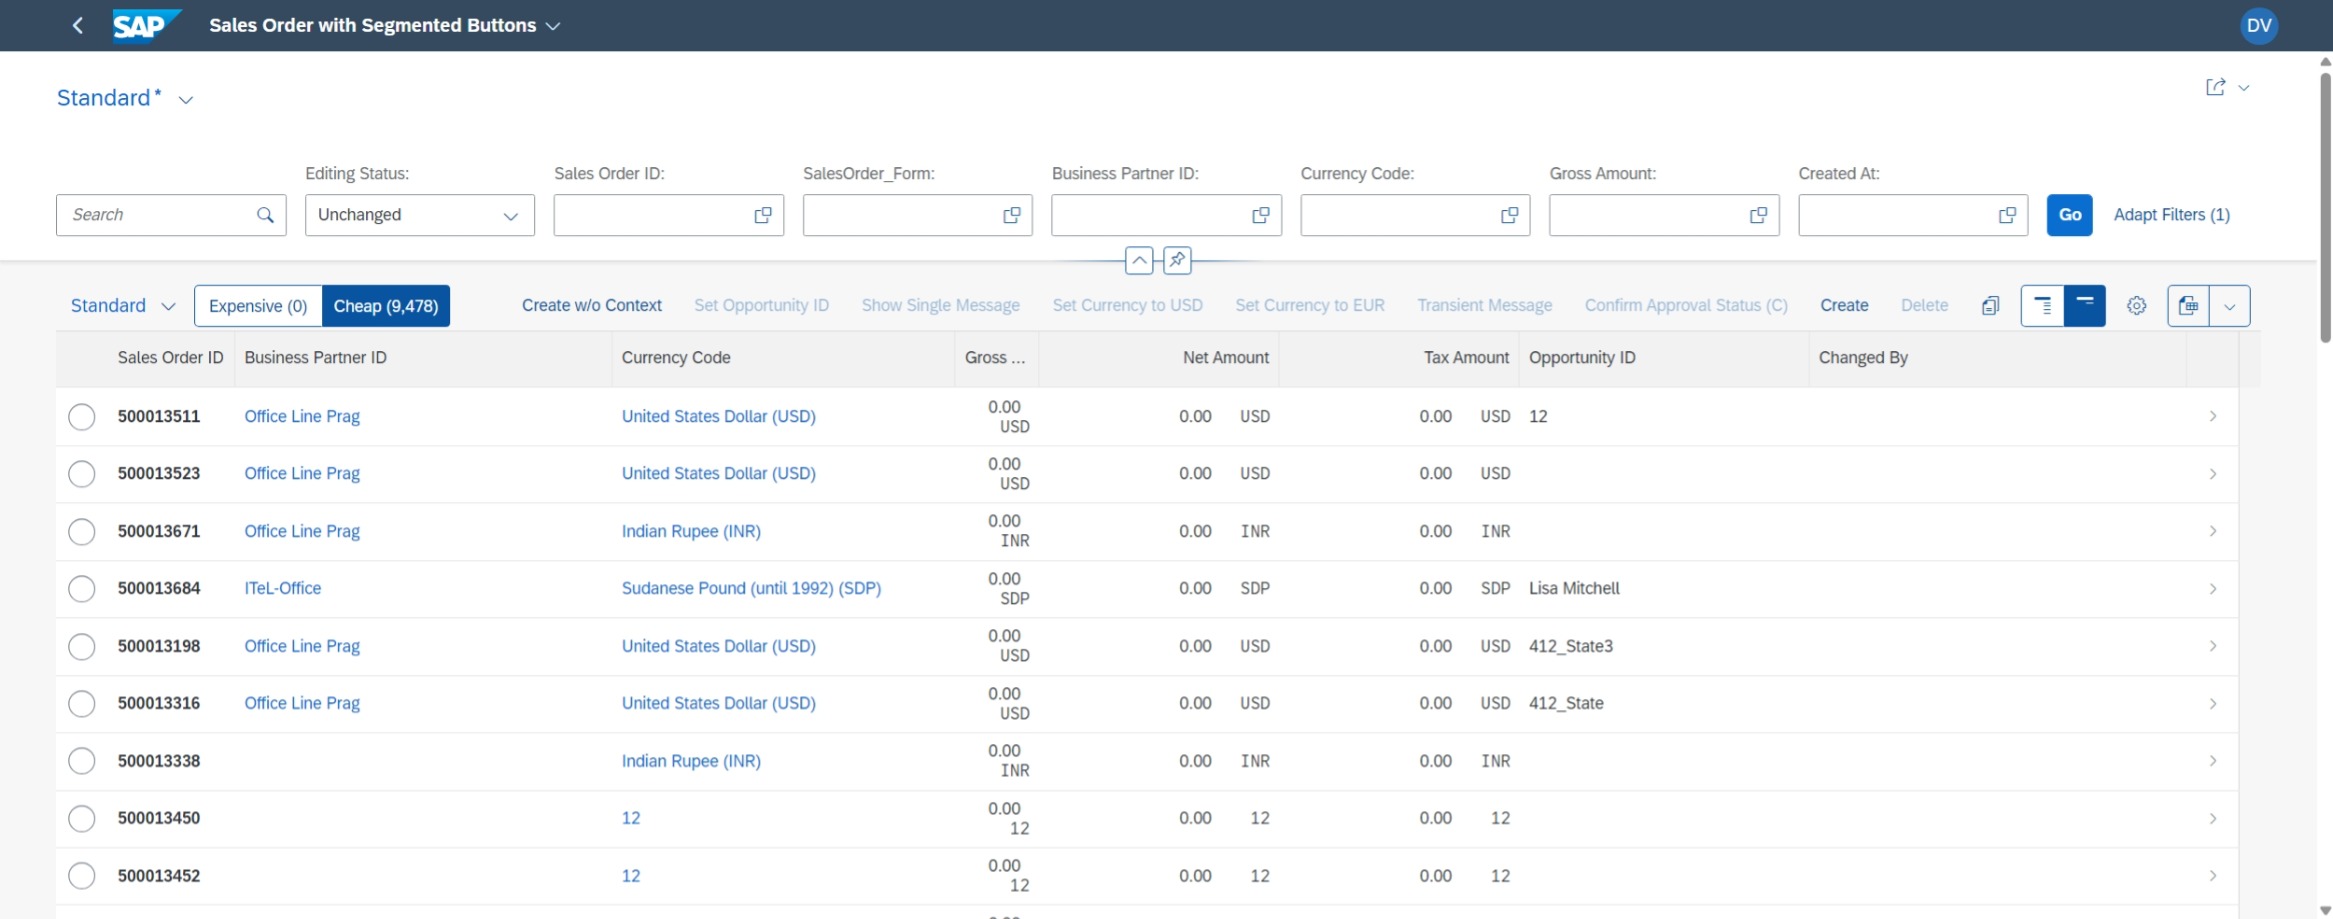 SAP Sales Order with Segmented Buttons DV
Standard*
Editing Status: Sales Order ID: SalesOrder_Form: Business Partner ID: Currency Code: Gross Amount: Created At:
Search Unchanged Go Adapt Filters (1)
Standard Expensive (0) Cheap (9,478) Create w/o Context Set Opportunity ID Show Single Message Set Currency to USD Set Currency to EUR Transient Message Confirm Approval Status (C) Create Delete
Sales Order ID Business Partner ID Currency Code Gross ... Net Amount Tax Amount Opportunity ID Changed By
500013511 Office Line Prag United States Dollar (USD) 0.00 USD 0.00 USD 0.00 USD 12
500013523 Office Line Prag United States Dollar (USD) 0.00 USD 0.00 USD 0.00 USD
500013671 Office Line Prag Indian Rupee (INR) 0.00 INR 0.00 INR 0.00 INR
500013684 ITeL-Office Sudanese Pound (until 1992) (SDP) 0.00 SDP 0.00 SDP 0.00 SDP Lisa Mitchell
500013198 Office Line Prag United States Dollar (USD) 0.00 USD 0.00 USD 0.00 USD 412_State3
500013316 Office Line Prag United States Dollar (USD) 0.00 USD 0.00 USD 0.00 USD 412_State
500013338 Indian Rupee (INR) 0.00 INR 0.00 INR 0.00 INR
500013450 12 0.00 12 0.00 12 0.00 12
500013452 12 0.00 12 0.00 12 0.00 12